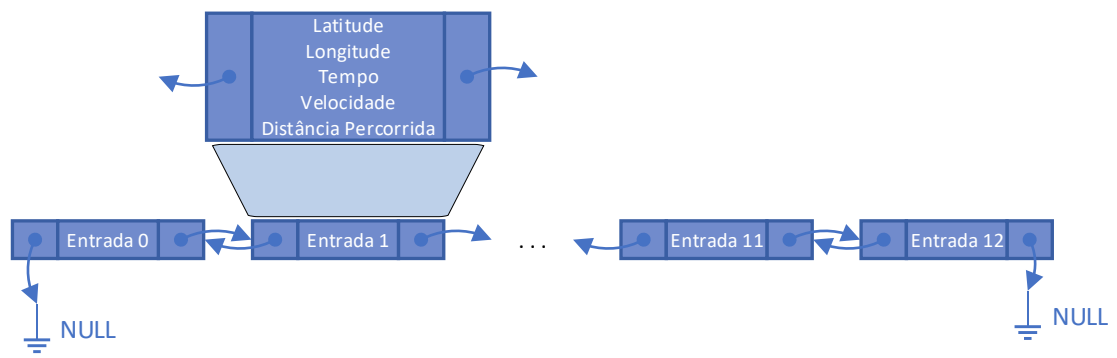 Latitude
Longitude
Tempo
Velocidade
Distância Percorrida
Entrada 0
Entrada 1
. . .
Entrada 11
Entrada 12
NULL
NULL